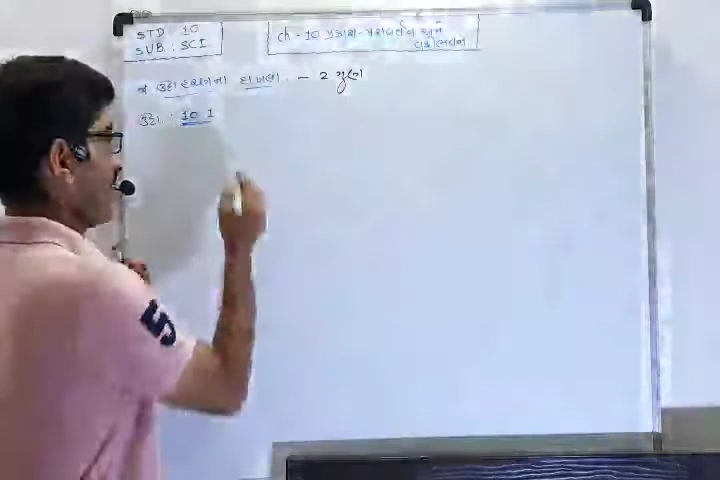 STD 10
SUB : SCI
ch - 10 પ્રકાશ - પરાવર્તન અને
વક્રીભવન
* ઉદાહરણના દાખલા. - 2 ગુણ
ઉદા : 10.1
5